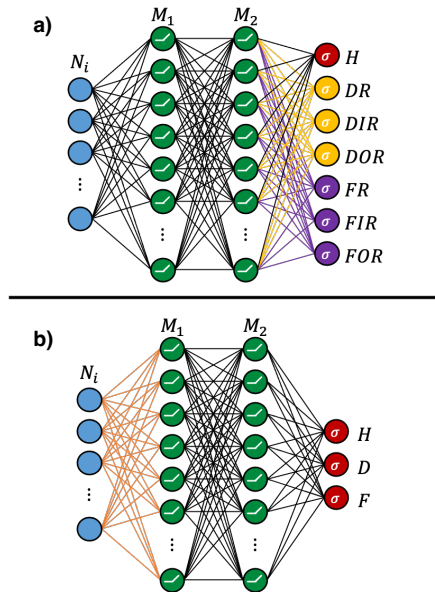 a)
N_i
M_1
M_2
σ H
σ DR
σ DIR
σ DOR
σ FR
σ FIR
σ FOR
b)
N_i
M_1
M_2
σ H
σ D
σ F